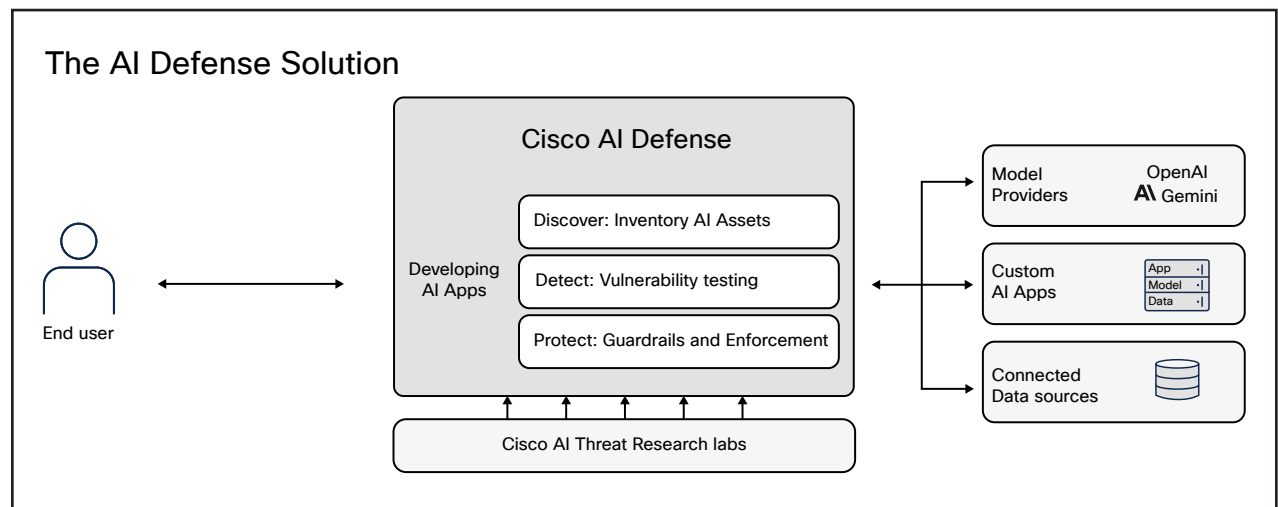 The AI Defense Solution
Cisco AI Defense
Developing
AI Apps
Discover: Inventory AI Assets
Detect: Vulnerability testing
Protect: Guardrails and Enforcement
Cisco AI Threat Research labs
End user
Model
Providers
OpenAI
AI Gemini
Custom
AI Apps
App
Model
Data
Connected
Data sources